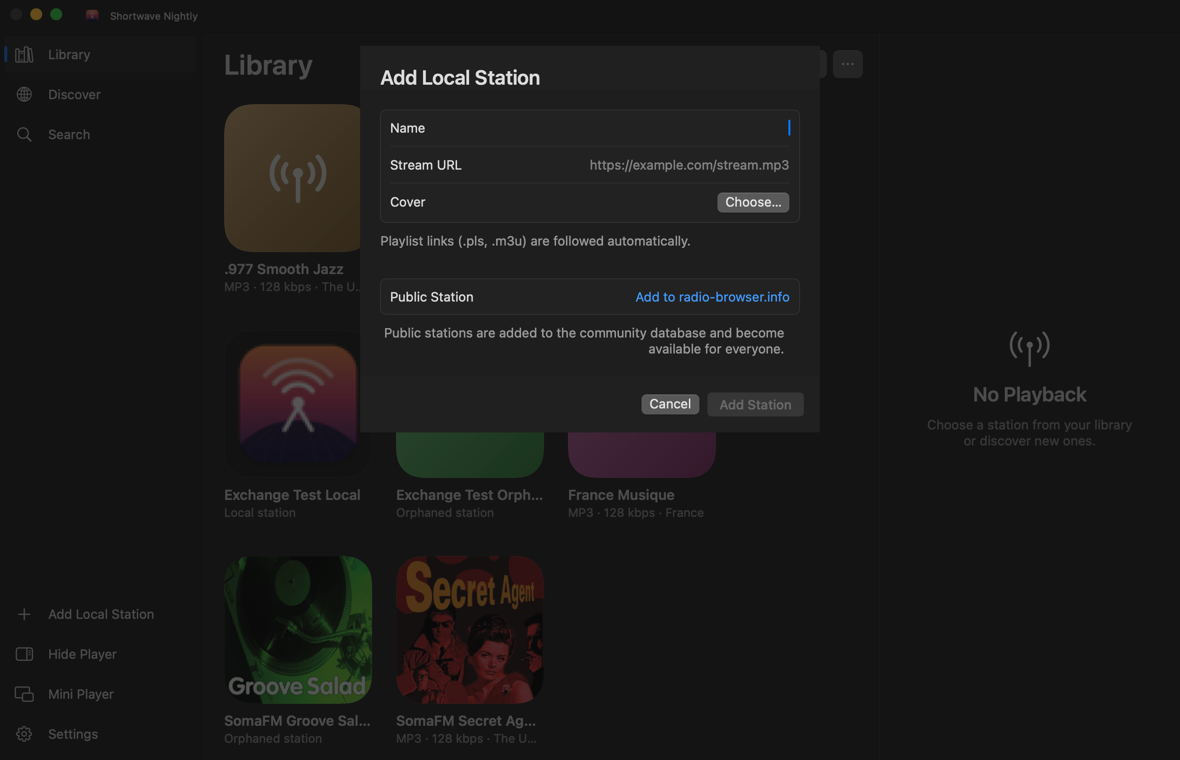 Shortwave Nightly
Library
Discover
Search
Library
.977 Smooth Jazz
MP3 · 128 kbps · The U...
Add Local Station
Name
Stream URL
https://example.com/stream.mp3
Cover
Choose...
Playlist links (.pls, .m3u) are followed automatically.
Public Station
Add to radio-browser.info
Public stations are added to the community database and become
available for everyone.
Cancel
Add Station
Exchange Test Local
Local station
Exchange Test Orph...
Orphaned station
France Musique
MP3 · 128 kbps · France
Groove Salad
SomaFM Groove Sal...
Orphaned station
Secret Agent
SomaFM Secret Ag...
MP3 · 128 kbps · The U...
No Playback
Choose a station from your library
or discover new ones.
Add Local Station
Hide Player
Mini Player
Settings